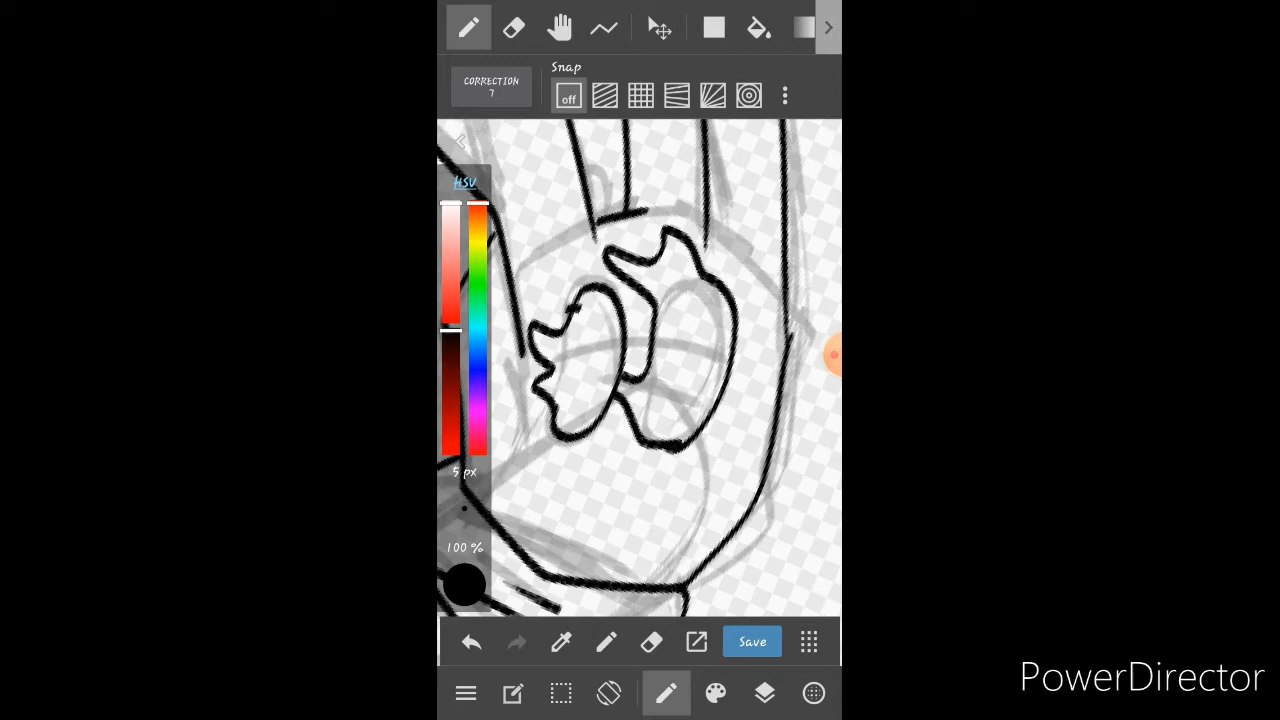 Snap
CORRECTION
7
off
HSV
5 px
100 %
Save
PowerDirector